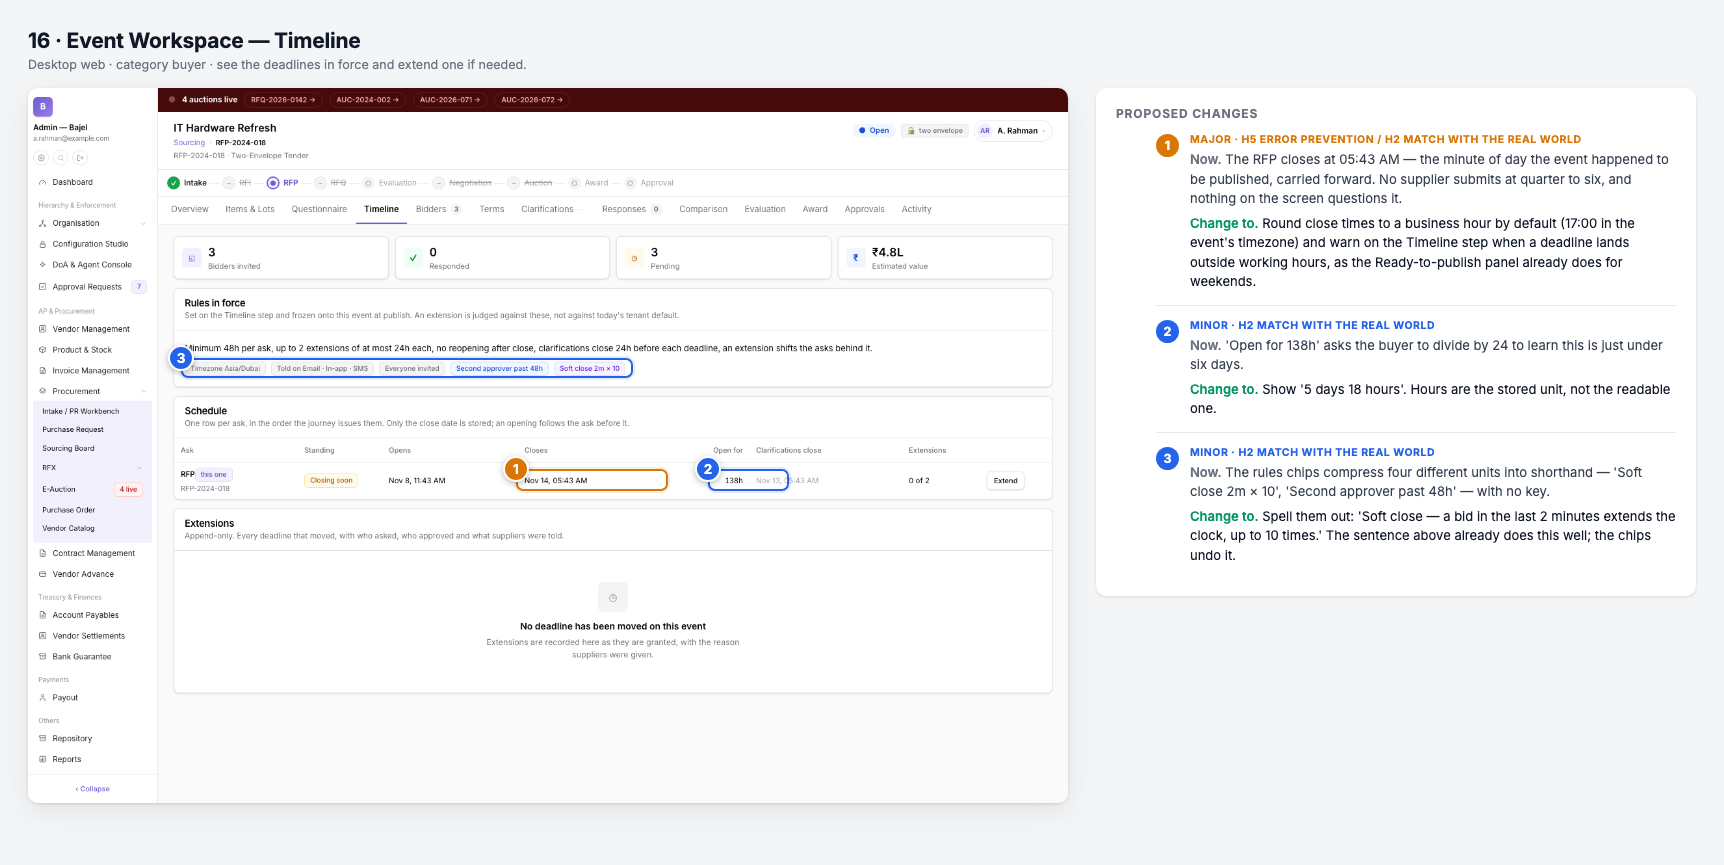 16 · Event Workspace — Timeline
Desktop web · category buyer · see the deadlines in force and extend one if needed.
B
Admin — Bajel
a.rahman@example.com
Dashboard
Hierarchy & Enforcement
Organisation
Configuration Studio
DoA & Agent Console
Approval Requests 7
AP & Procurement
Vendor Management
Product & Stock
Invoice Management
Procurement
Intake / PR Workbench
Purchase Request
Sourcing Board
RFX
E-Auction 4 live
Purchase Order
Vendor Catalog
Contract Management
Vendor Advance
Treasury & Finances
Account Payables
Vendor Settlements
Bank Guarantee
Payments
Payout
Others
Repository
Reports
‹ Collapse
4 auctions live RFQ-2026-0142 → AUC-2024-002 → AUC-2026-071 → AUC-2026-072 →
IT Hardware Refresh
Sourcing RFP-2024-018
RFP-2024-018 · Two-Envelope Tender
Open two envelope AR A. Rahman
Intake RFI RFP RFQ Evaluation Negotiation Auction Award Approval
Overview Items & Lots Questionnaire Timeline Bidders 3 Terms Clarifications Responses 0 Comparison Evaluation Award Approvals Activity
3
Bidders invited
0
Responded
3
Pending
₹ ₹4.8L
Estimated value
Rules in force
Set on the Timeline step and frozen onto this event at publish. An extension is judged against these, not against today's tenant default.
Minimum 48h per ask, up to 2 extensions of at most 24h each, no reopening after close, clarifications close 24h before each deadline, an extension shifts the asks behind it.
3
Timezone Asia/Dubai Told on Email · In-app · SMS Everyone invited Second approver past 48h Soft close 2m × 10
Schedule
One row per ask, in the order the journey issues them. Only the close date is stored; an opening follows the ask before it.
Ask Standing Opens Closes Open for Clarifications close Extensions
1 2
RFP this one
RFP-2024-018
Closing soon Nov 8, 11:43 AM Nov 14, 05:43 AM 138h Nov 13, 05:43 AM 0 of 2 Extend
Extensions
Append-only. Every deadline that moved, with who asked, who approved and what suppliers were told.
No deadline has been moved on this event
Extensions are recorded here as they are granted, with the reason
suppliers were given.
PROPOSED CHANGES
1 MAJOR · H5 ERROR PREVENTION / H2 MATCH WITH THE REAL WORLD
Now. The RFP closes at 05:43 AM — the minute of day the event happened to
be published, carried forward. No supplier submits at quarter to six, and
nothing on the screen questions it.
Change to. Round close times to a business hour by default (17:00 in the
event's timezone) and warn on the Timeline step when a deadline lands
outside working hours, as the Ready-to-publish panel already does for
weekends.
2 MINOR · H2 MATCH WITH THE REAL WORLD
Now. 'Open for 138h' asks the buyer to divide by 24 to learn this is just under
six days.
Change to. Show '5 days 18 hours'. Hours are the stored unit, not the readable
one.
3 MINOR · H2 MATCH WITH THE REAL WORLD
Now. The rules chips compress four different units into shorthand — 'Soft
close 2m × 10', 'Second approver past 48h' — with no key.
Change to. Spell them out: 'Soft close — a bid in the last 2 minutes extends the
clock, up to 10 times.' The sentence above already does this well; the chips
undo it.